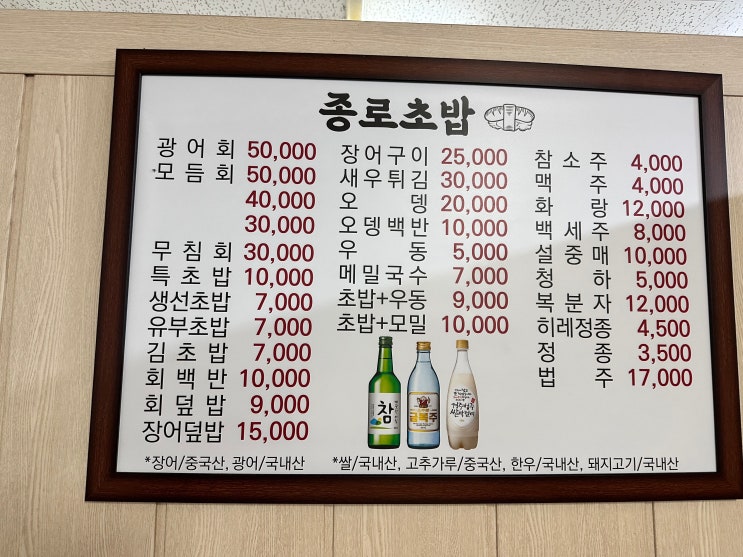 종로초밥
광어회 50,000
모듬회 50,000
40,000
30,000
무침회 30,000
특초밥 10,000
생선초밥 7,000
유부초밥 7,000
김초밥 7,000
회백반 10,000
회덮밥 9,000
장어덮밥 15,000
장어구이 25,000
새우튀김 30,000
오뎅 20,000
오뎅백반 10,000
우동 5,000
메밀국수 7,000
초밥+우동 9,000
초밥+모밀 10,000
참소주 4,000
맥주 4,000
화랑 12,000
백세주 8,000
설중매 10,000
청하 5,000
복분자 12,000
히레정종 4,500
정종 3,500
법주 17,000
참
금복주
*장어/중국산, 광어/국내산
*쌀/국내산, 고추가루/중국산, 한우/국내산, 돼지고기/국내산